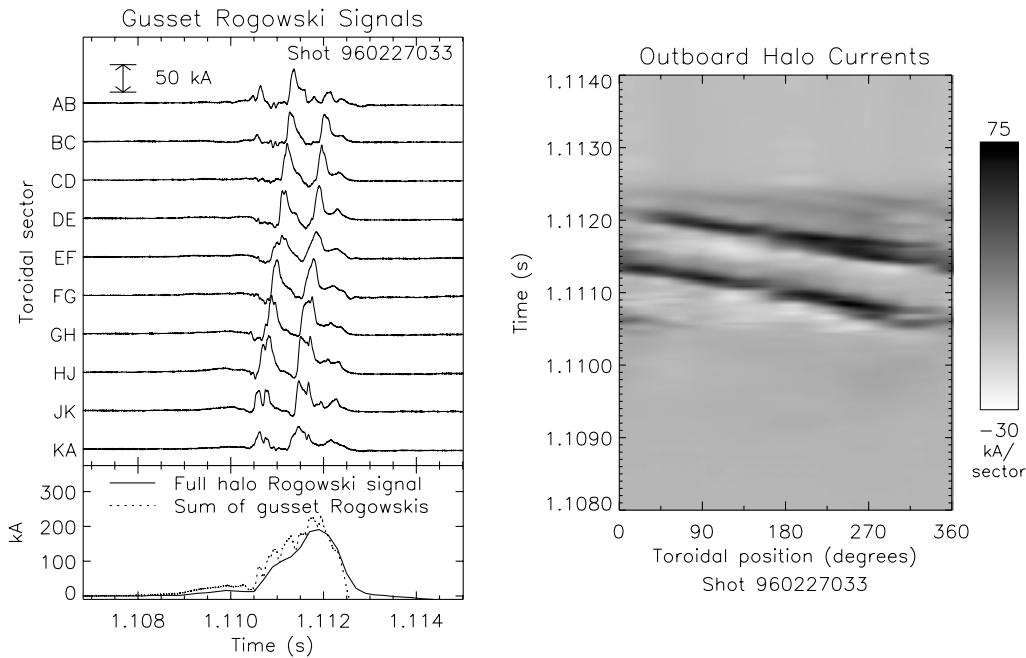 Gusset Rogowski Signals
Shot 960227033
50 kA
AB
BC
CD
DE
EF
FG
GH
HJ
JK
KA
Toroidal sector
Full halo Rogowski signal
Sum of gusset Rogowskis
300
200
100
0
kA
1.108 1.110 1.112 1.114
Time (s)
Outboard Halo Currents
1.1140
1.1130
1.1120
1.1110
1.1100
1.1090
1.1080
Time (s)
0 90 180 270 360
Toroidal position (degrees)
Shot 960227033
75
−30
kA/
sector